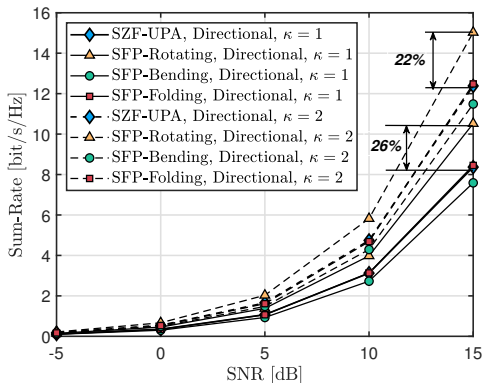 16
14
12
10
8
6
4
2
0
Sum-Rate [bit/s/Hz]
SZF-UPA, Directional, κ = 1
SFP-Rotating, Directional, κ = 1
SFP-Bending, Directional, κ = 1
SFP-Folding, Directional, κ = 1
SZF-UPA, Directional, κ = 2
SFP-Rotating, Directional, κ = 2
SFP-Bending, Directional, κ = 2
SFP-Folding, Directional, κ = 2
22%
26%
-5 0 5 10 15
SNR [dB]